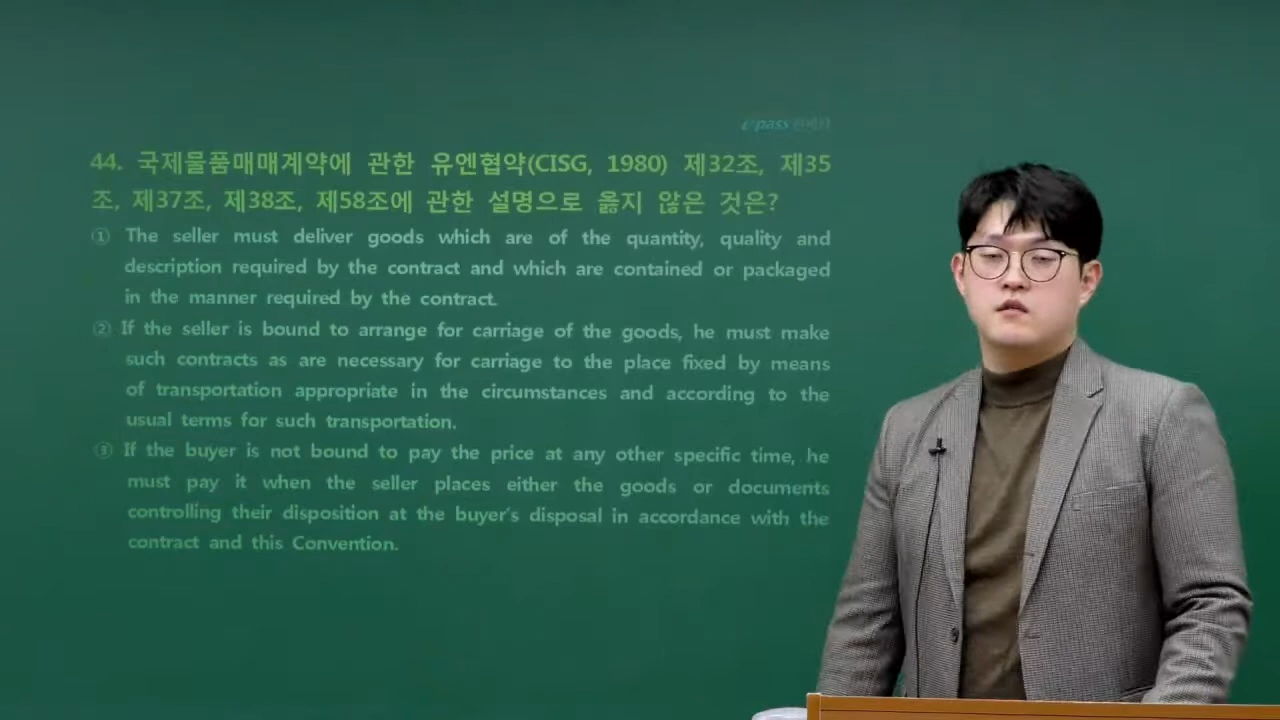 e·pass
44. 국제물품매매계약에 관한 유엔협약(CISG, 1980) 제32조, 제35
조, 제37조, 제38조, 제58조에 관한 설명으로 옳지 않은 것은?
① The seller must deliver goods which are of the quantity, quality and
description required by the contract and which are contained or packaged
in the manner required by the contract.
② If the seller is bound to arrange for carriage of the goods, he must make
such contracts as are necessary for carriage to the place fixed by means
of transportation appropriate in the circumstances and according to the
usual terms for such transportation.
③ If the buyer is not bound to pay the price at any other specific time, he
must pay it when the seller places either the goods or documents
controlling their disposition at the buyer's disposal in accordance with the
contract and this Convention.